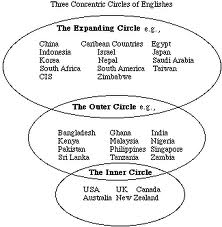 Three Concentric Circles of Englishes
The Expanding Circle e.g.,
China Caribean Countries Egypt
Indonesia Israel Japan
Korea Nepal Saudi Arabia
South Africa South America Taiwan
CIS Zimbabwe
The Outer Circle e.g.,
Bangladesh Ghana India
Kenya Malaysia Nigeria
Pakistan Philippines Singapore
Sri Lanka Tanzania Zambia
The Inner Circle
USA UK Canada
Australia New Zealand